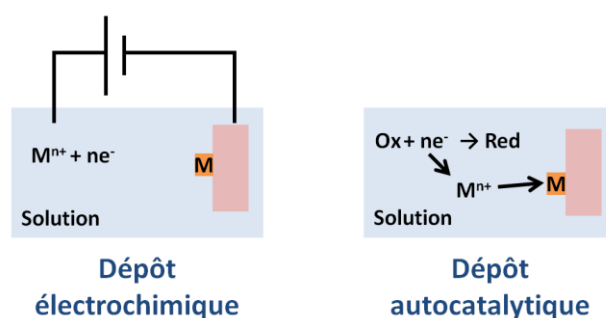 Mⁿ⁺ + ne⁻
M
Solution
Dépôt
électrochimique
Ox + ne⁻ → Red
Mⁿ⁺
M
Solution
Dépôt
autocatalytique